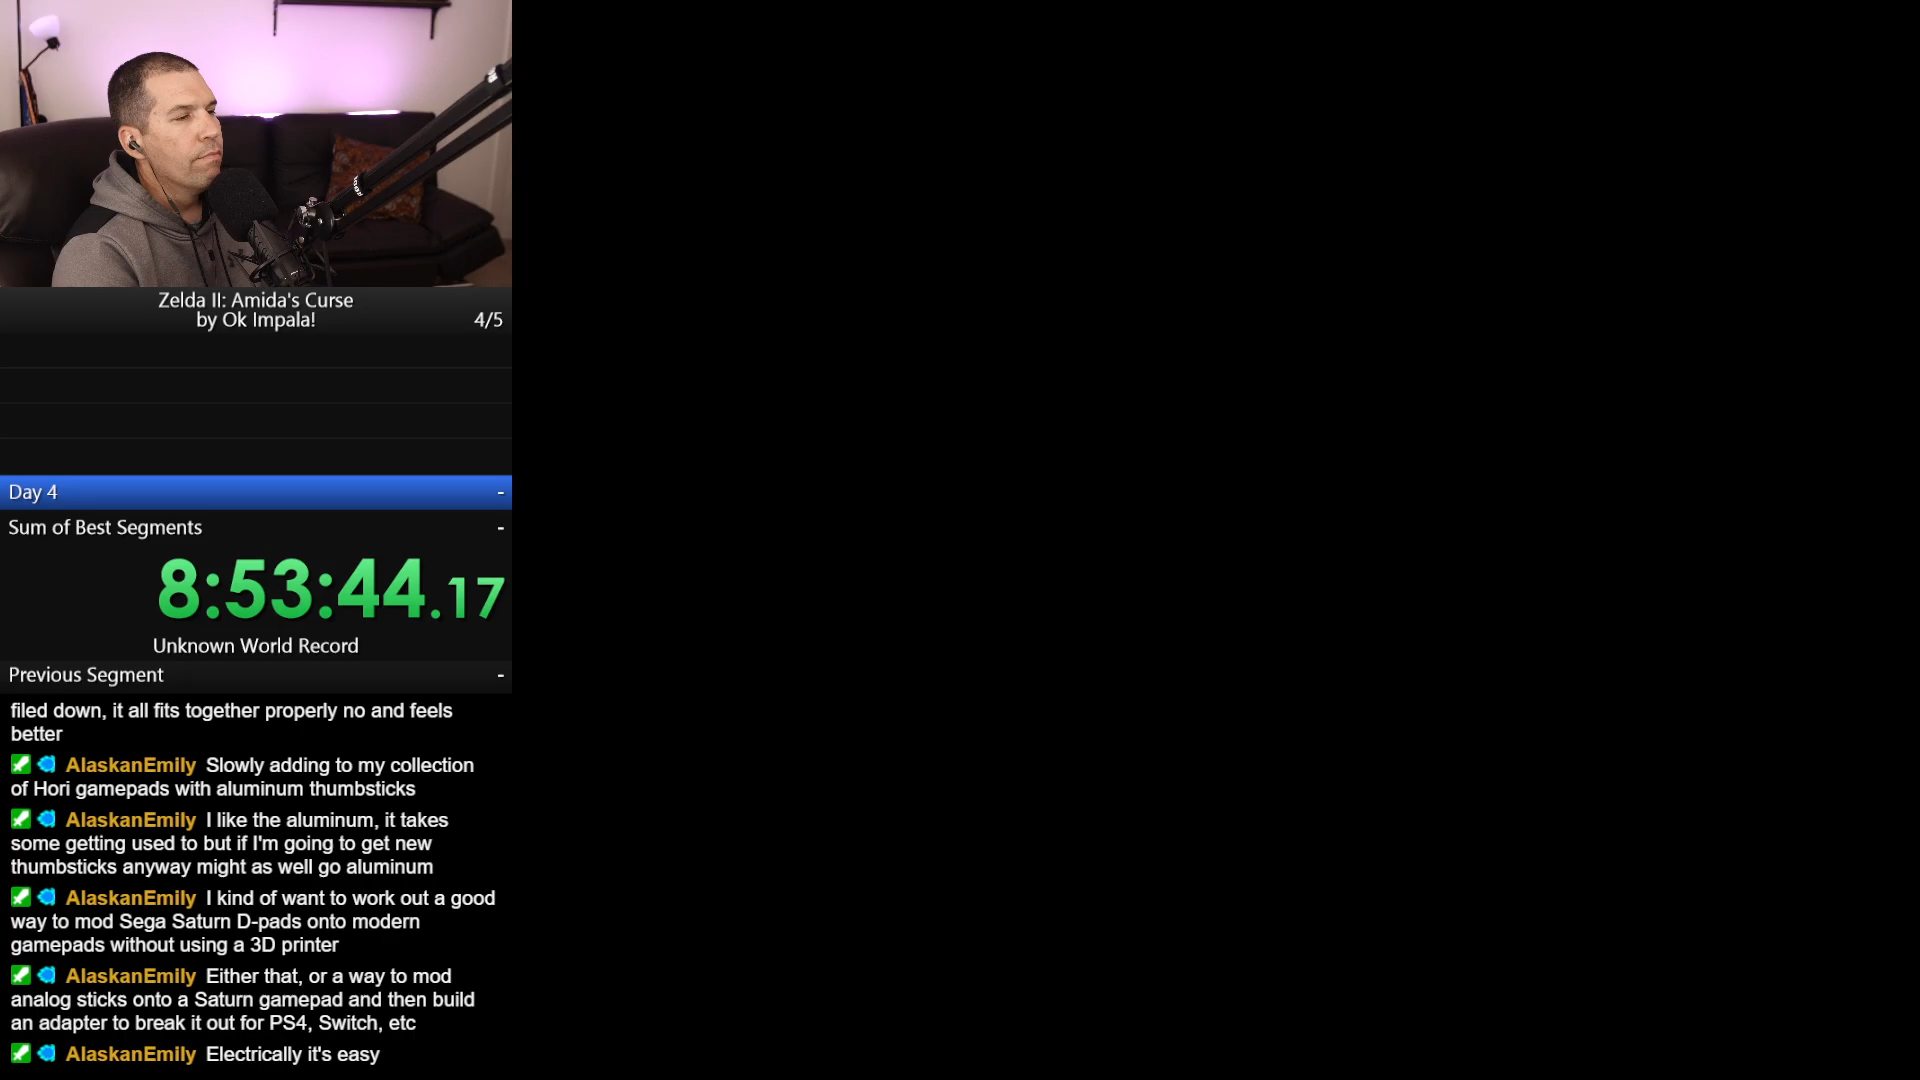 Zelda II: Amida's Curse
by Ok Impala!
4/5
Day 4 -
Sum of Best Segments -
8:53:44.17
Unknown World Record
Previous Segment -
filed down, it all fits together properly no and feels
better
AlaskanEmily Slowly adding to my collection
of Hori gamepads with aluminum thumbsticks
AlaskanEmily I like the aluminum, it takes
some getting used to but if I'm going to get new
thumbsticks anyway might as well go aluminum
AlaskanEmily I kind of want to work out a good
way to mod Sega Saturn D-pads onto modern
gamepads without using a 3D printer
AlaskanEmily Either that, or a way to mod
analog sticks onto a Saturn gamepad and then build
an adapter to break it out for PS4, Switch, etc
AlaskanEmily Electrically it's easy